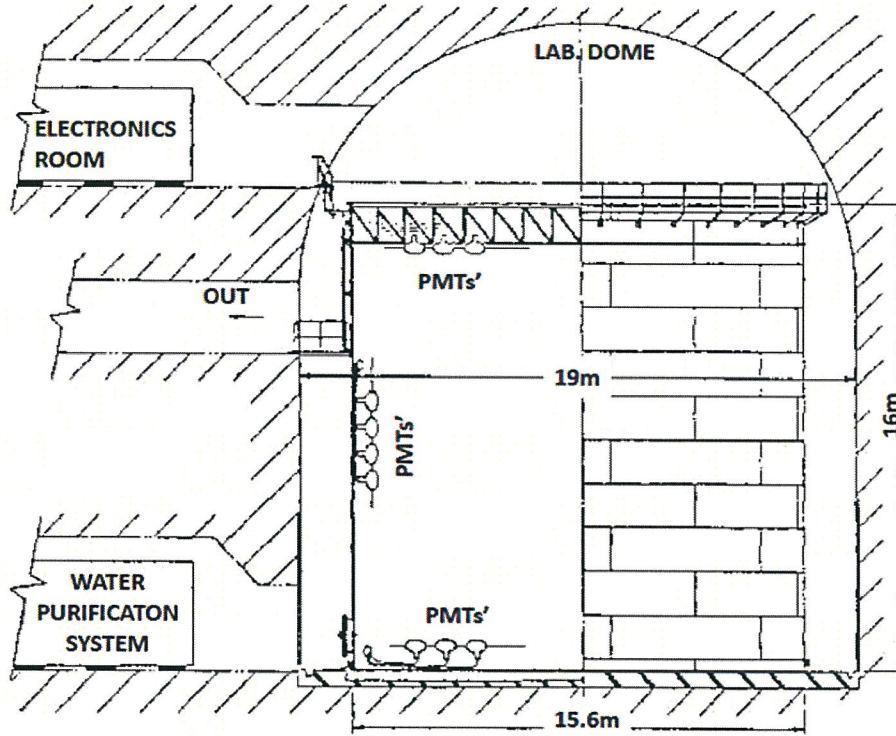 LAB. DOME
ELECTRONICS
ROOM
PMTs'
OUT
19m
16m
PMTs'
PMTs'
WATER
PURIFICATON
SYSTEM
15.6m